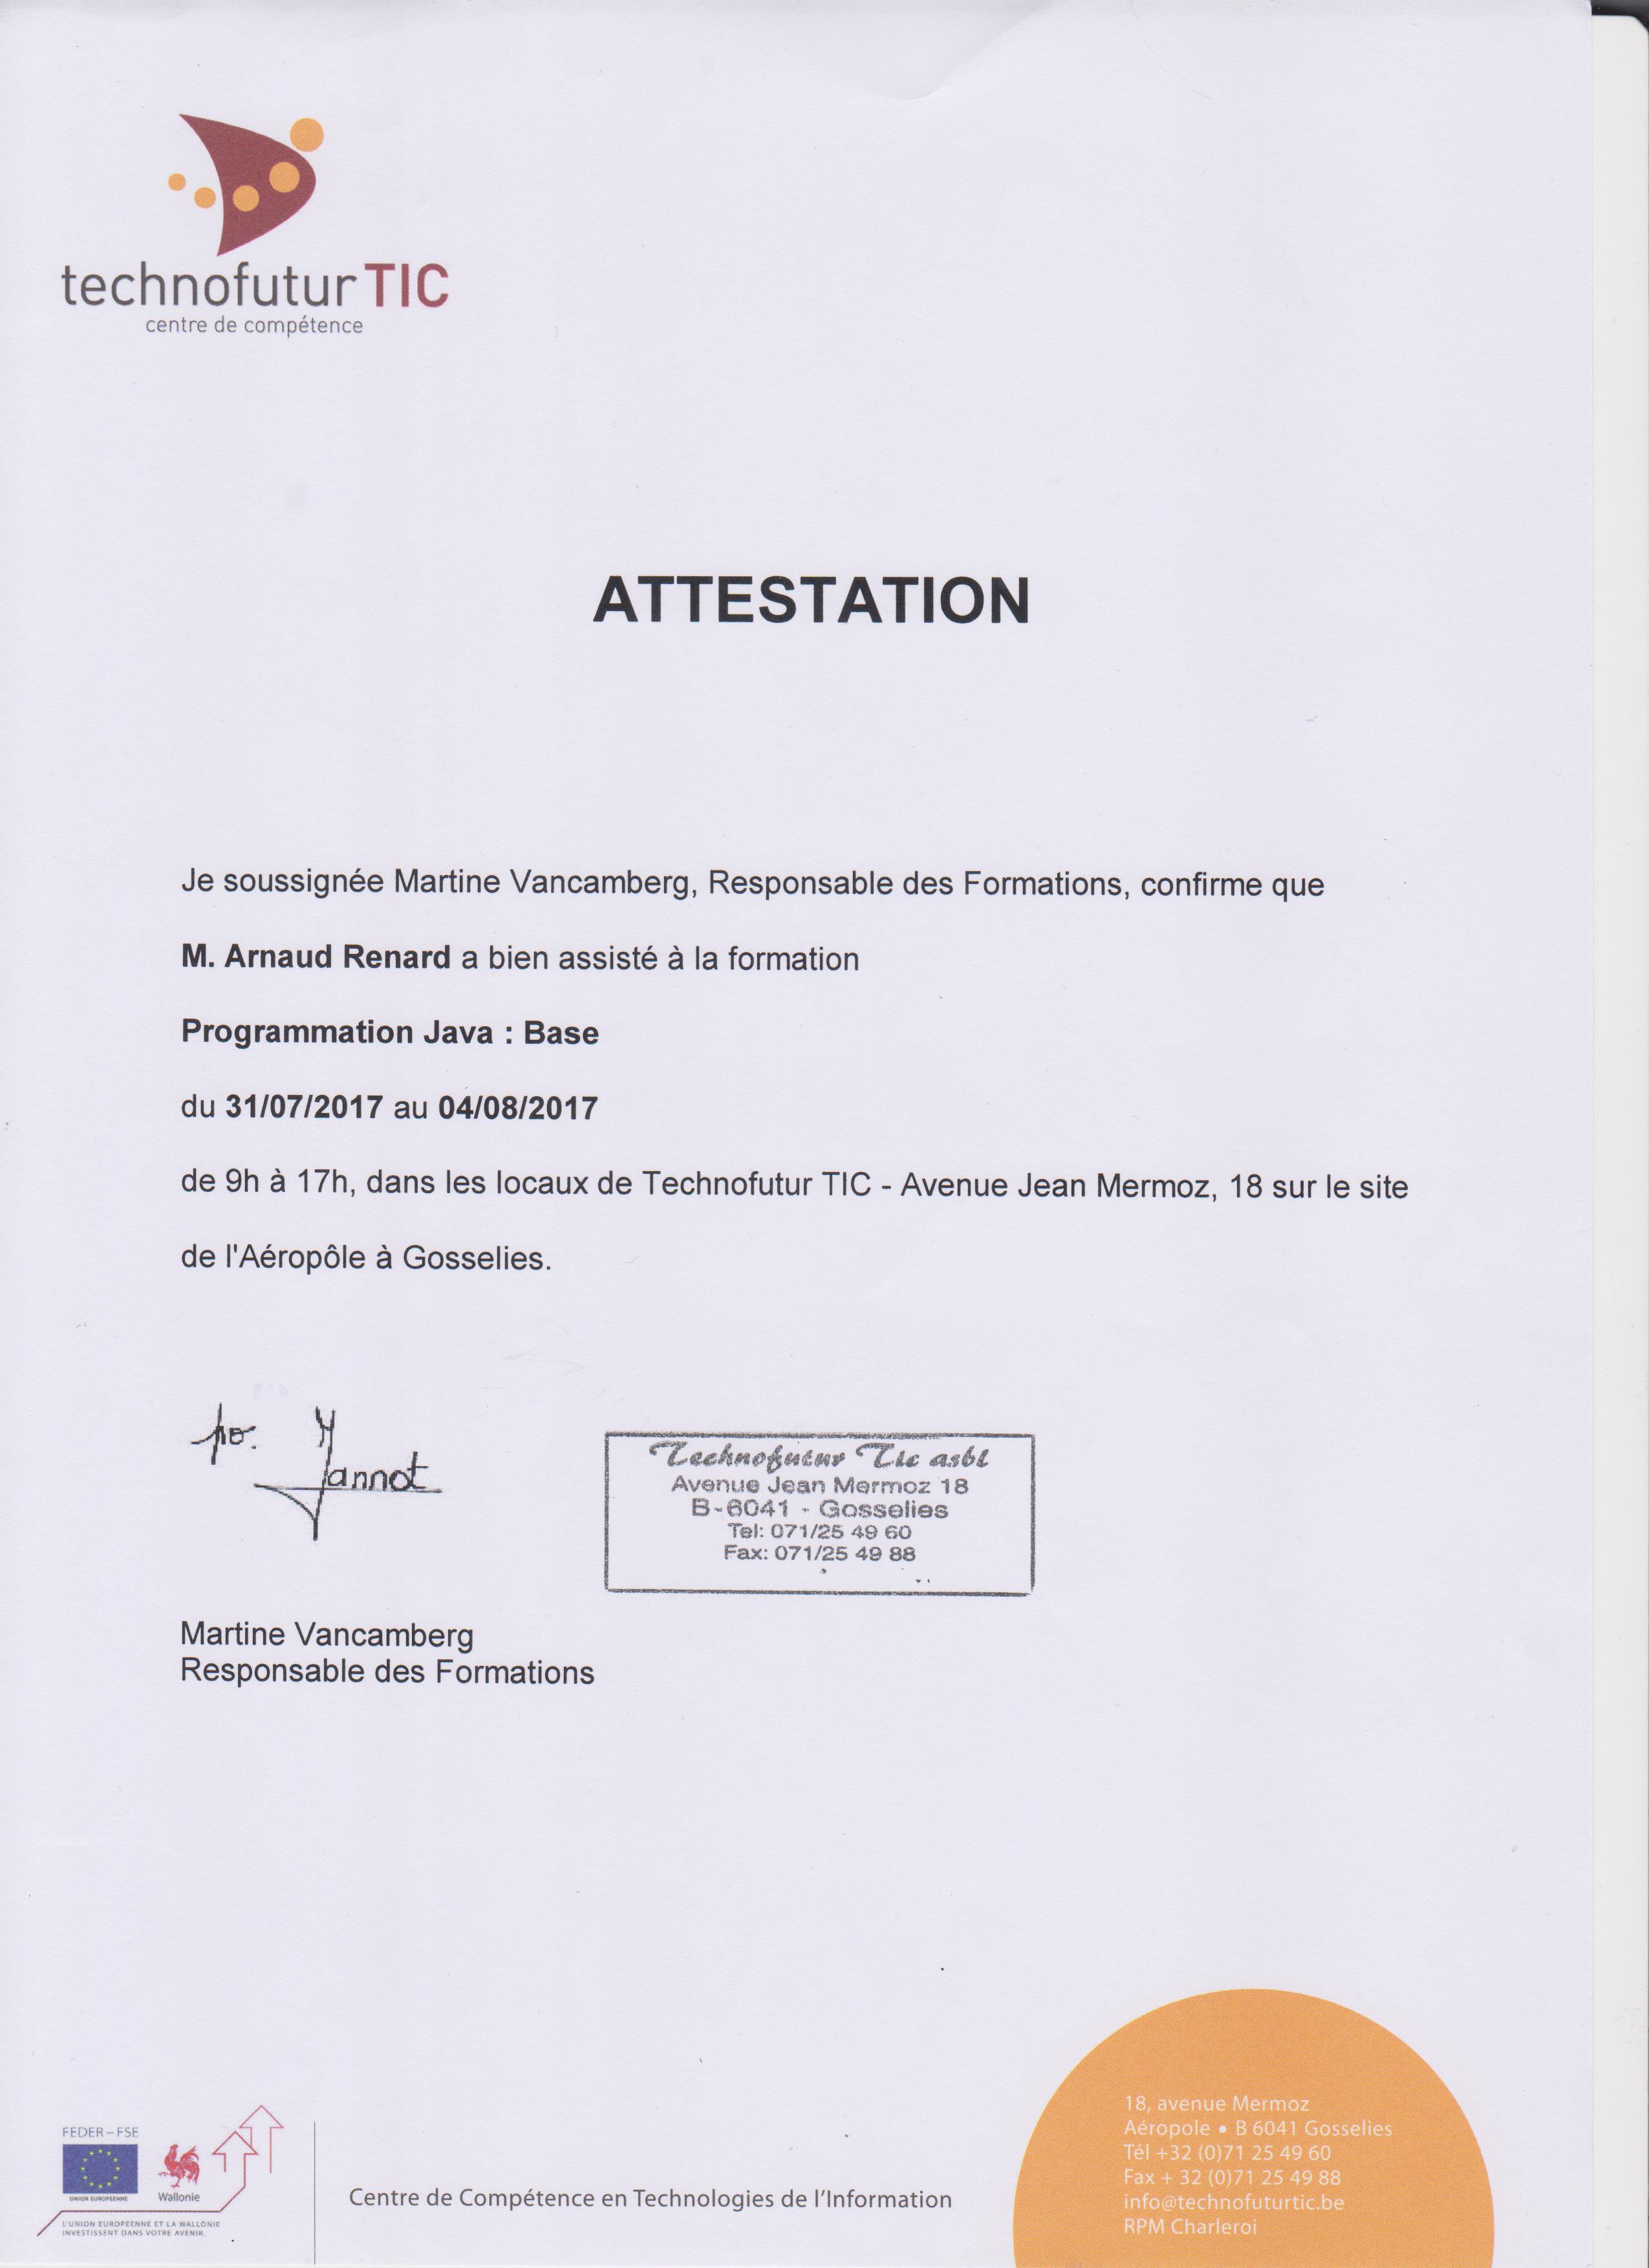 technofutur TIC
centre de compétence
ATTESTATION
Je soussignée Martine Vancamberg, Responsable des Formations, confirme que
M. Arnaud Renard a bien assisté à la formation
Programmation Java : Base
du 31/07/2017 au 04/08/2017
de 9h à 17h, dans les locaux de Technofutur TIC - Avenue Jean Mermoz, 18 sur le site
de l'Aéropôle à Gosselies.
po. Y
Jannot
Technofutur Tic asbl
Avenue Jean Mermoz 18
B-6041 - Gosselies
Tel: 071/25 49 60
Fax: 071/25 49 88
Martine Vancamberg
Responsable des Formations
FEDER – FSE
UNION EUROPEENNE
Wallonie
L'UNION EUROPEENNE ET LA WALLONIE
INVESTISSENT DANS VOTRE AVENIR.
Centre de Compétence en Technologies de l'Information
18, avenue Mermoz
Aéropole • B 6041 Gosselies
Tél +32 (0)71 25 49 60
Fax + 32 (0)71 25 49 88
info@technofuturtic.be
RPM Charleroi